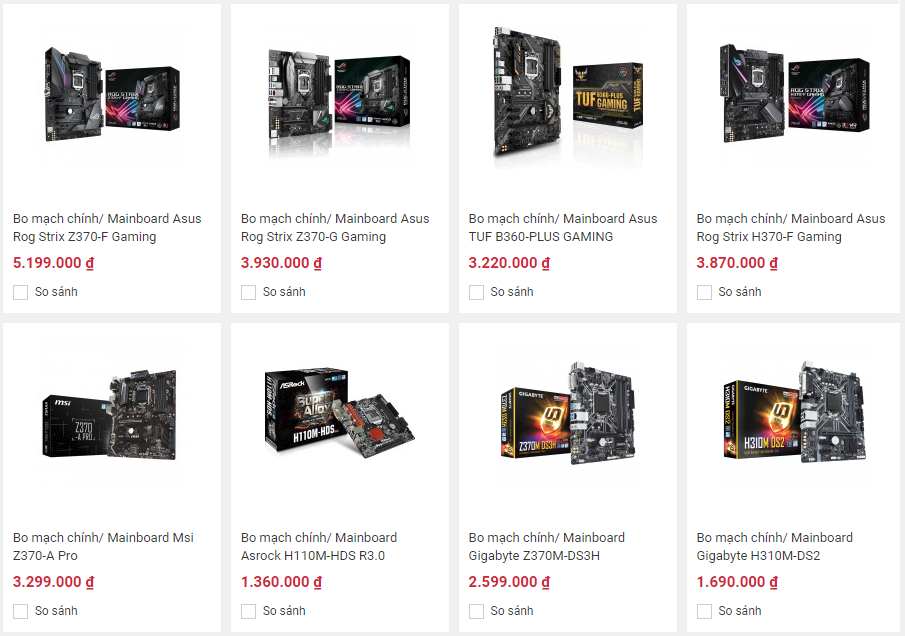 ROG STRIX
ROG STRIX
TUF B360-PLUS
GAMING
ROG STRIX
Bo mạch chính/ Mainboard Asus
Rog Strix Z370-F Gaming
5.199.000 ₫
So sánh
Bo mạch chính/ Mainboard Asus
Rog Strix Z370-G Gaming
3.930.000 ₫
So sánh
Bo mạch chính/ Mainboard Asus
TUF B360-PLUS GAMING
3.220.000 ₫
So sánh
Bo mạch chính/ Mainboard Asus
Rog Strix H370-F Gaming
3.870.000 ₫
So sánh
msi
Z370
-A PRO
ASRock
SUPER
Alloy
H110M-HDS
GIGABYTE
Z370M DS3H
GIGABYTE
H310M DS2
Bo mạch chính/ Mainboard Msi
Z370-A Pro
3.299.000 ₫
So sánh
Bo mạch chính/ Mainboard
Asrock H110M-HDS R3.0
1.360.000 ₫
So sánh
Bo mạch chính/ Mainboard
Gigabyte Z370M-DS3H
2.599.000 ₫
So sánh
Bo mạch chính/ Mainboard
Gigabyte H310M-DS2
1.690.000 ₫
So sánh